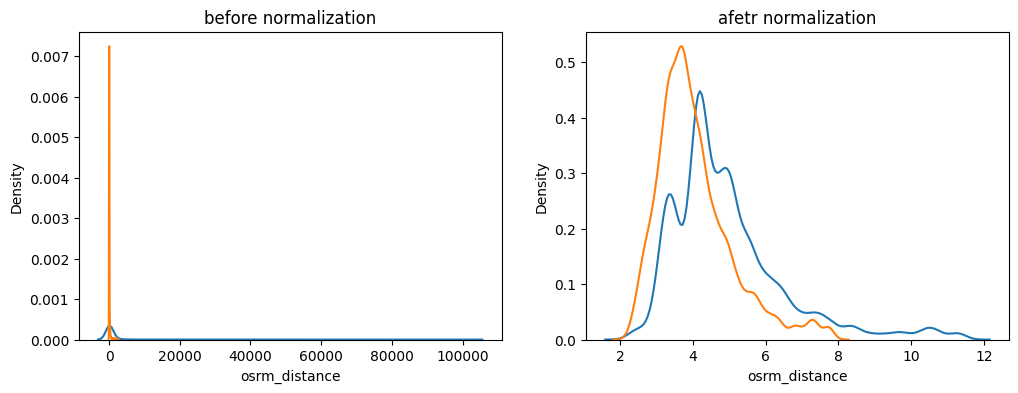 before normalization
afetr normalization
0.007
0.006
0.005
0.004
0.003
0.002
0.001
0.000
Density
0 20000 40000 60000 80000 100000
osrm_distance
0.5
0.4
0.3
0.2
0.1
0.0
Density
2 4 6 8 10 12
osrm_distance